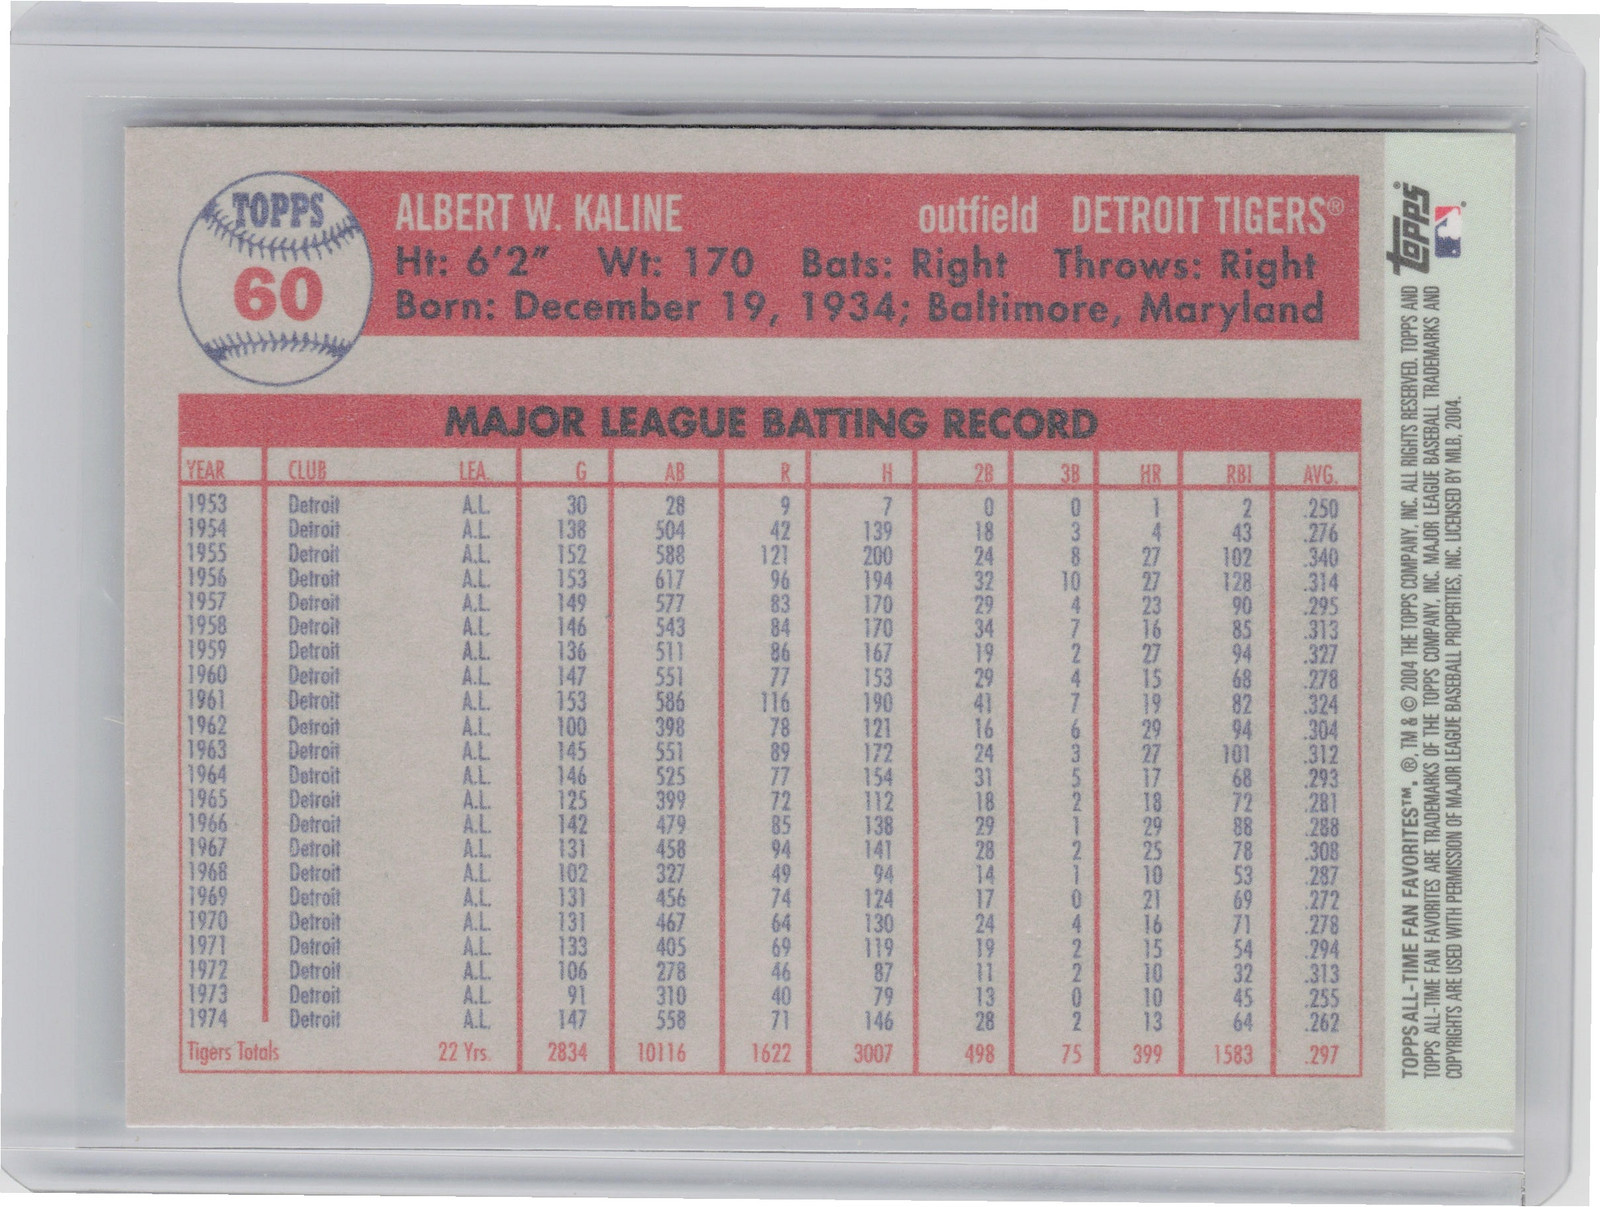 TOPPS
60
ALBERT W. KALINE outfield DETROIT TIGERS®
Ht: 6'2" Wt: 170 Bats: Right Throws: Right
Born: December 19, 1934; Baltimore, Maryland
MAJOR LEAGUE BATTING RECORD
YEAR CLUB LEA. G AB R H 2B 3B HR RBI AVG.
1953 Detroit A.L. 30 28 9 7 0 0 1 2 .250
1954 Detroit A.L. 138 504 42 139 18 3 4 43 .276
1955 Detroit A.L. 152 588 121 200 24 8 27 102 .340
1956 Detroit A.L. 153 617 96 194 32 10 27 128 .314
1957 Detroit A.L. 149 577 83 170 29 4 23 90 .295
1958 Detroit A.L. 146 543 84 170 34 7 16 85 .313
1959 Detroit A.L. 136 511 86 167 19 2 27 94 .327
1960 Detroit A.L. 147 551 77 153 29 4 15 68 .278
1961 Detroit A.L. 153 586 116 190 41 7 19 82 .324
1962 Detroit A.L. 100 398 78 121 16 6 29 94 .304
1963 Detroit A.L. 145 551 89 172 24 3 27 101 .312
1964 Detroit A.L. 146 525 77 154 31 5 17 68 .293
1965 Detroit A.L. 125 399 72 112 18 2 18 72 .281
1966 Detroit A.L. 142 479 85 138 29 1 29 88 .288
1967 Detroit A.L. 131 458 94 141 28 2 25 78 .308
1968 Detroit A.L. 102 327 49 94 14 1 10 53 .287
1969 Detroit A.L. 131 456 74 124 17 0 21 69 .272
1970 Detroit A.L. 131 467 64 130 24 4 16 71 .278
1971 Detroit A.L. 133 405 69 119 19 2 15 54 .294
1972 Detroit A.L. 106 278 46 87 11 2 10 32 .313
1973 Detroit A.L. 91 310 40 79 13 0 10 45 .255
1974 Detroit A.L. 147 558 71 146 28 2 13 64 .262
Tigers Totals 22 Yrs. 2834 10116 1622 3007 498 75 399 1583 .297
Topps®
TOPPS ALL-TIME FAN FAVORITES™. ®, TM & © 2004 THE TOPPS COMPANY, INC. ALL RIGHTS RESERVED. TOPPS AND
TOPPS ALL-TIME FAN FAVORITES ARE TRADEMARKS OF THE TOPPS COMPANY, INC. MAJOR LEAGUE BASEBALL TRADEMARKS AND
COPYRIGHTS ARE USED WITH PERMISSION OF MAJOR LEAGUE BASEBALL PROPERTIES, INC. LICENSED BY MLB, 2004.